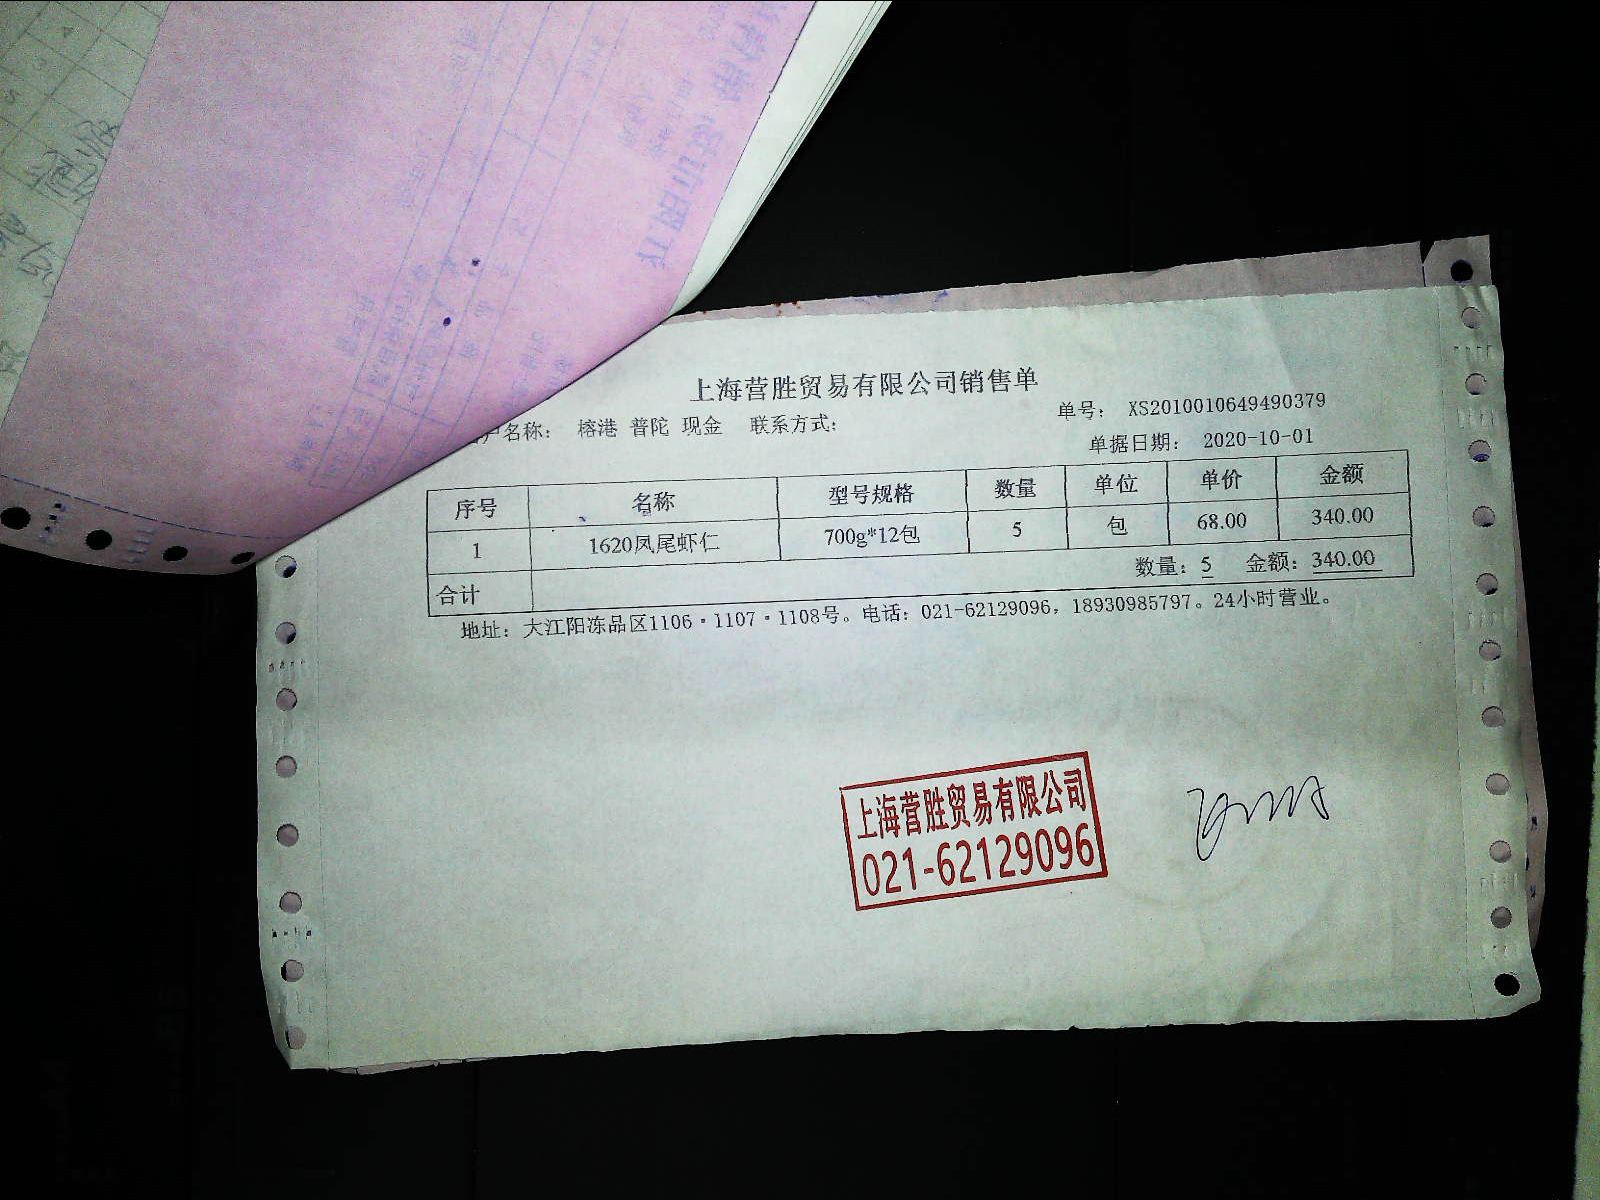 上海营胜贸易有限公司销售单
单号： XS2010010649490379
户名称： 榕港 普陀 现金 联系方式：
单据日期： 2020-10-01
序号 名称 型号规格 数量 单位 单价 金额
1 1620凤尾虾仁 700g*12包 5 包 68.00 340.00
合计 数量：5 金额：340.00
地址：大江阳冻品区1106·1107·1108号。电话：021-62129096，18930985797。24小时营业。
上海营胜贸易有限公司
021-62129096